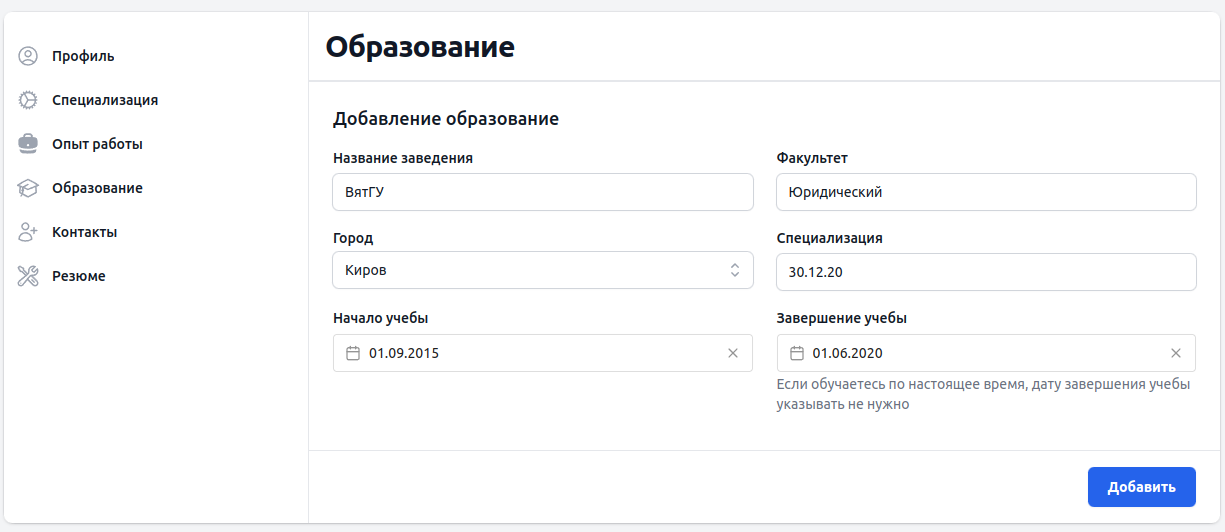 Профиль
Специализация
Опыт работы
Образование
Контакты
Резюме
Образование
Добавление образование
Название заведения
ВятГУ
Факультет
Юридический
Город
Киров
Специализация
30.12.20
Начало учебы
01.09.2015
Завершение учебы
01.06.2020
Если обучаетесь по настоящее время, дату завершения учебы
указывать не нужно
Добавить